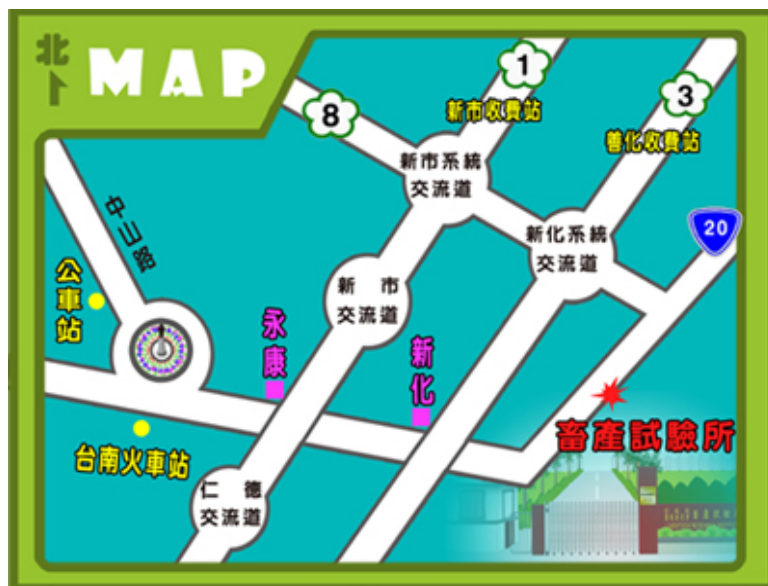 北
MAP
1
新市收費站
8
3
善化收費站
新市系統
交流道
20
新化系統
交流道
中山路
公車站
新市
交流道
永康
新化
畜產試驗所
台南火車站
仁德
交流道